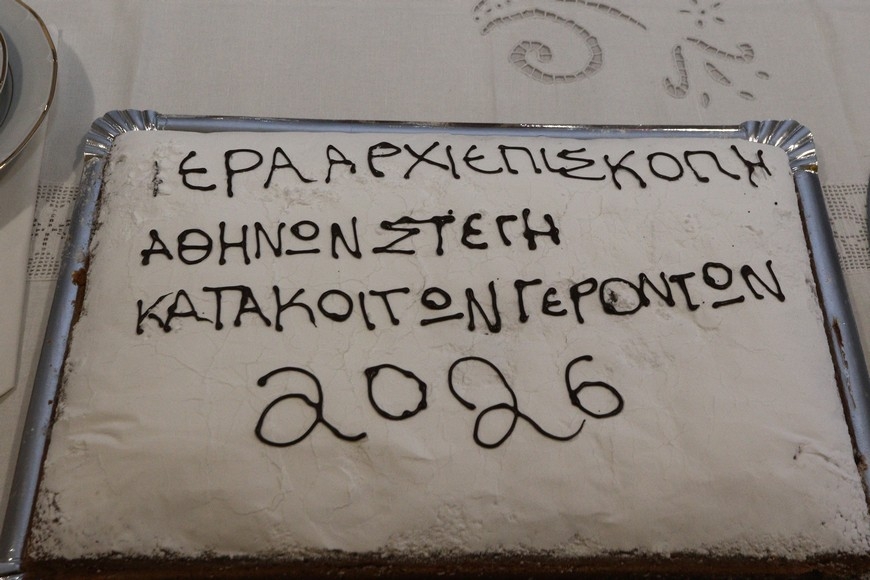 ΙΕΡΑ ΑΡΧΙΕΠΙΣΚΟΠΗ
ΑΘΗΝΩΝ ΣΤΕΓΗ
ΚΑΤΑΚΟΙΤΩΝ ΓΕΡΟΝΤΩΝ
2026